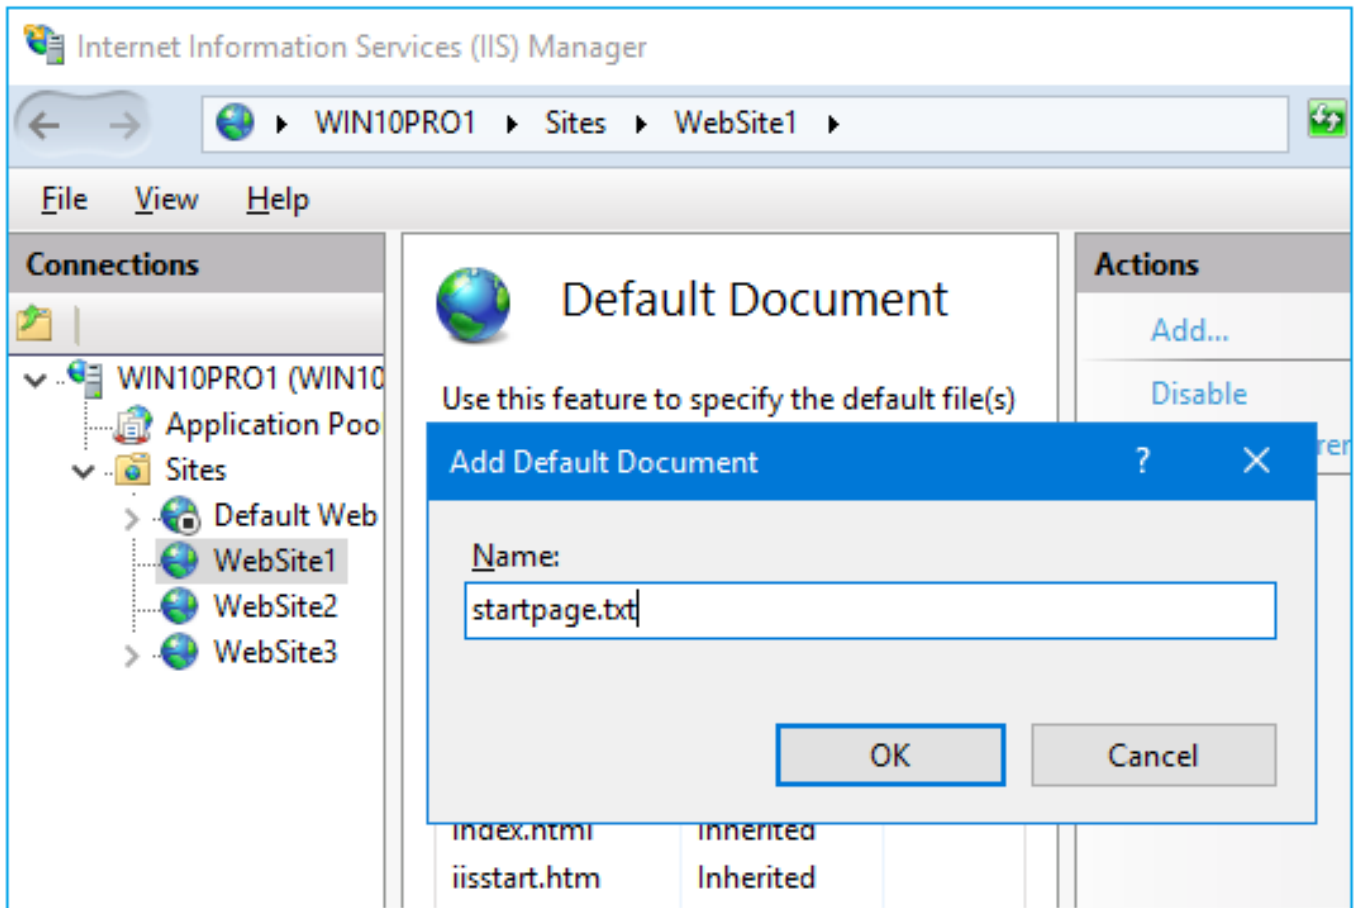 Internet Information Services (IIS) Manager
WIN10PRO1 Sites WebSite1
File View Help
Connections
WIN10PRO1 (WIN10
Application Poo
Sites
Default Web
WebSite1
WebSite2
WebSite3
Default Document
Use this feature to specify the default file(s)
Add Default Document ?
Name:
startpage.txt
OK Cancel
index.html Inherited
iisstart.htm Inherited
Actions
Add...
Disable